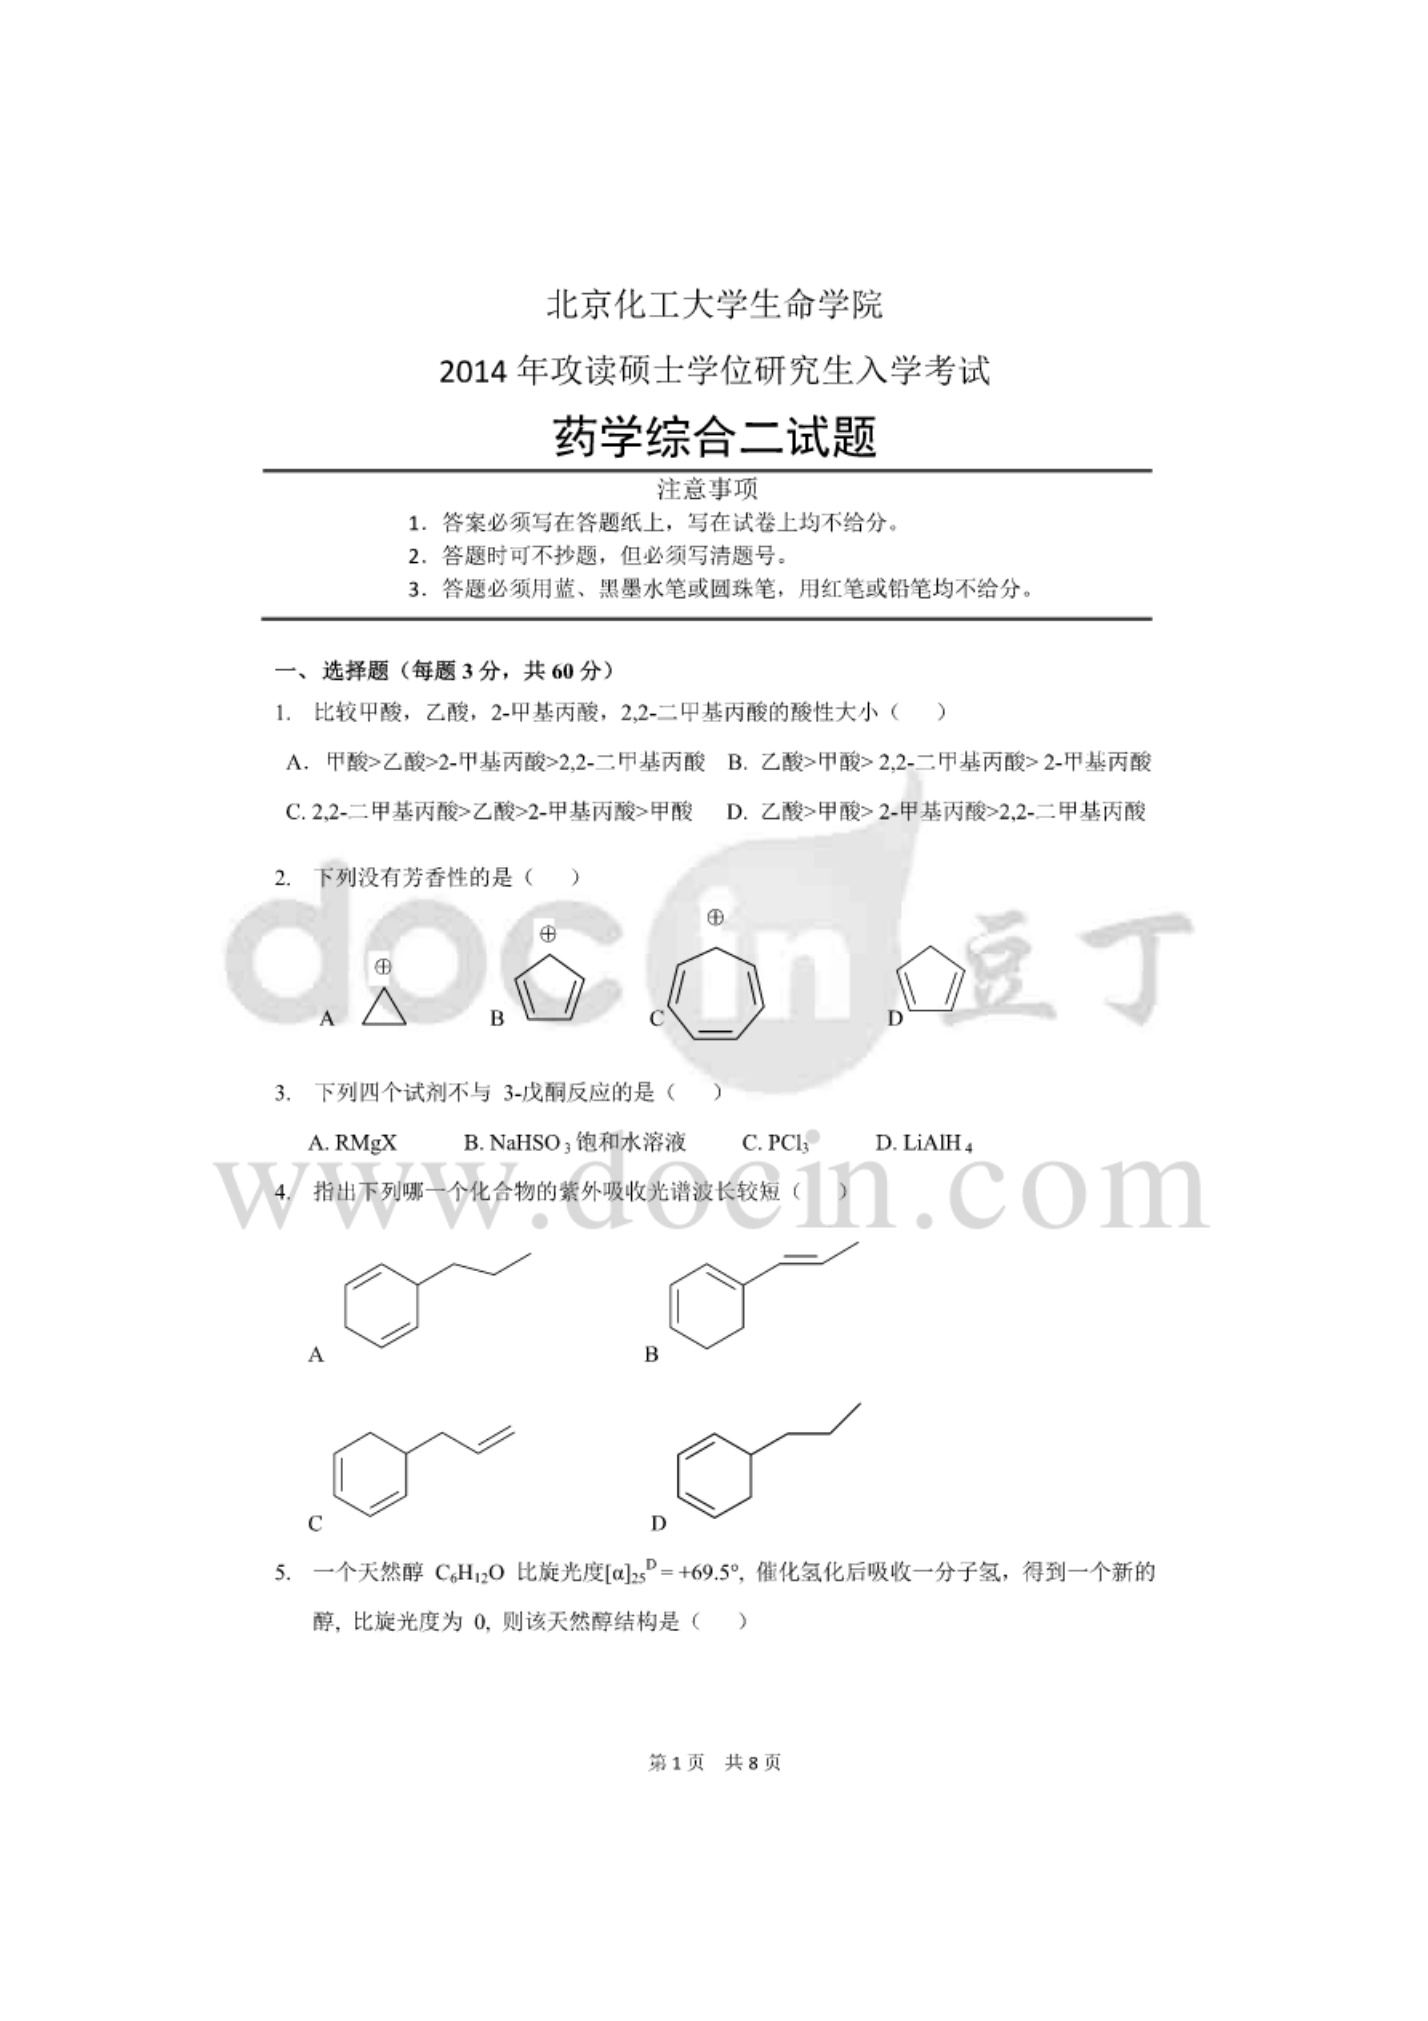 北京化工大学生命学院
2014 年攻读硕士学位研究生入学考试
药学综合二试题
注意事项
1. 答案必须写在答题纸上，写在试卷上均不给分。
2. 答题时可不抄题，但必须写清题号。
3. 答题必须用蓝、黑墨水笔或圆珠笔，用红笔或铅笔均不给分。
一、 选择题（每题 3 分，共 60 分）
1. 比较甲酸，乙酸，2-甲基丙酸，2,2-二甲基丙酸的酸性大小（ ）
A. 甲酸>乙酸>2-甲基丙酸>2,2-二甲基丙酸 B. 乙酸>甲酸> 2,2-二甲基丙酸> 2-甲基丙酸
C. 2,2-二甲基丙酸>乙酸>2-甲基丙酸>甲酸 D. 乙酸>甲酸> 2-甲基丙酸>2,2-二甲基丙酸
2. 下列没有芳香性的是（ ）
⊕ ⊕ ⊕
A B C D
docin 豆丁
3. 下列四个试剂不与 3-戊酮反应的是（ ）
A. RMgX B. NaHSO₃ 饱和水溶液 C. PCl₃ D. LiAlH₄
www.docin.com
4. 指出下列哪一个化合物的紫外吸收光谱波长较短（ ）
A B
C D
5. 一个天然醇 C₆H₁₂O 比旋光度[α]₂₅ᴰ = +69.5°, 催化氢化后吸收一分子氢，得到一个新的
醇, 比旋光度为 0, 则该天然醇结构是（ ）
第 1 页 共 8 页